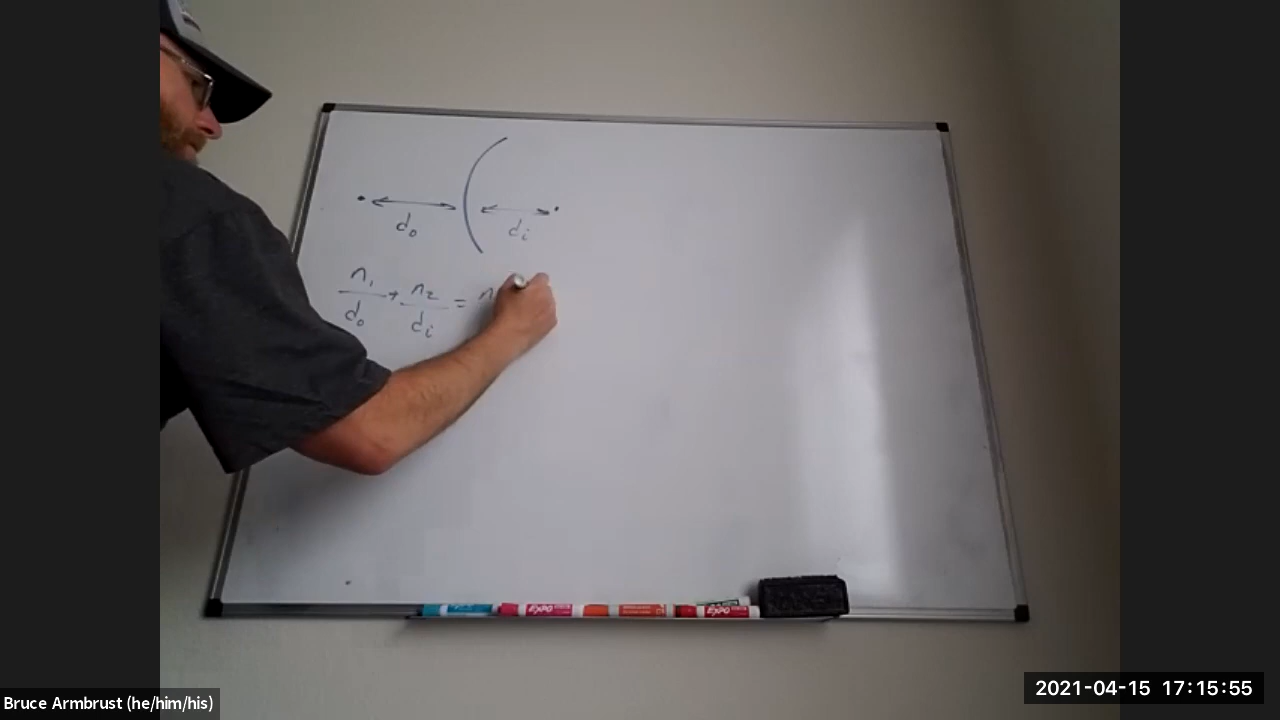 d₀ dᵢ
n₁/d₀ + n₂/dᵢ = n
EXPO EXPO
Bruce Armbrust (he/him/his)
2021-04-15 17:15:55